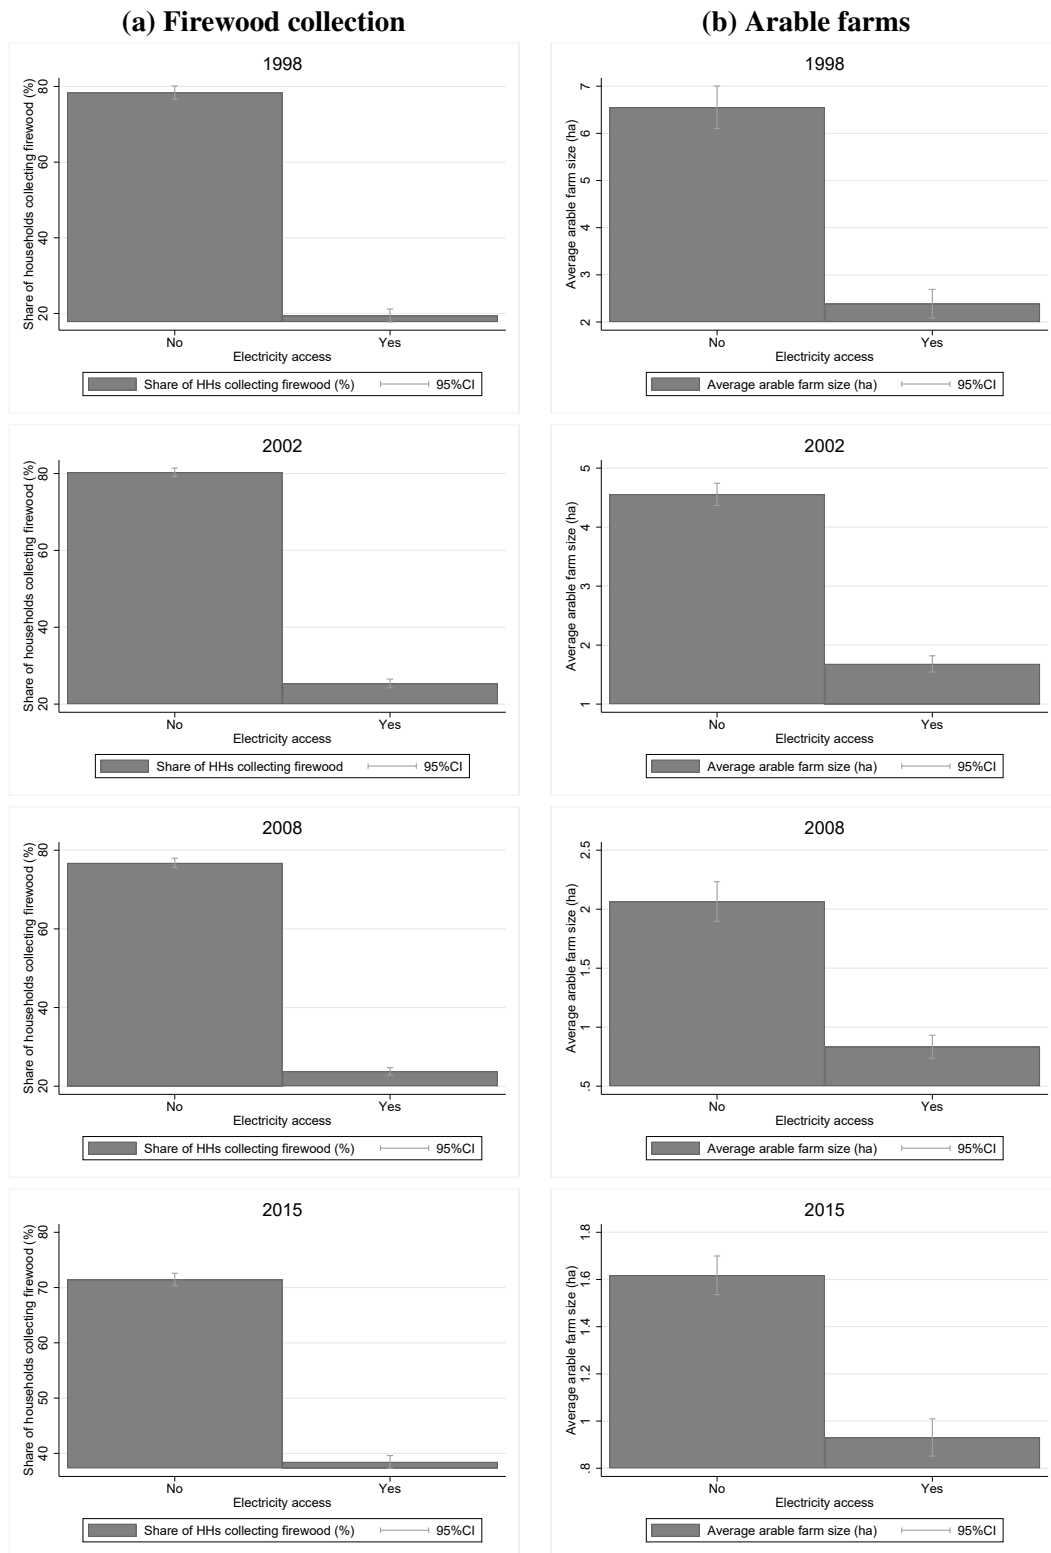 (a) Firewood collection
(b) Arable farms
1998
Share of households collecting firewood (%)
80
60
40
20
No
Yes
Electricity access
Share of HHs collecting firewood (%)
95%CI
1998
Average arable farm size (ha)
7
6
5
4
3
2
No
Yes
Electricity access
Average arable farm size (ha)
95%CI
2002
Share of households collecting firewood (%)
80
60
40
20
No
Yes
Electricity access
Share of HHs collecting firewood
95%CI
2002
Average arable farm size (ha)
5
4
3
2
1
No
Yes
Electricity access
Average arable farm size (ha)
95%CI
2008
Share of households collecting firewood (%)
80
60
40
20
No
Yes
Electricity access
Share of HHs collecting firewood (%)
95%CI
2008
Average arable farm size (ha)
2.5
2
1.5
1
.5
No
Yes
Electricity access
Average arable farm size (ha)
95%CI
2015
Share of households collecting firewood (%)
80
70
60
50
40
No
Yes
Electricity access
Share of HHs collecting firewood (%)
95%CI
2015
Average arable farm size (ha)
1.8
1.6
1.4
1.2
1
.8
No
Yes
Electricity access
Average arable farm size (ha)
95%CI